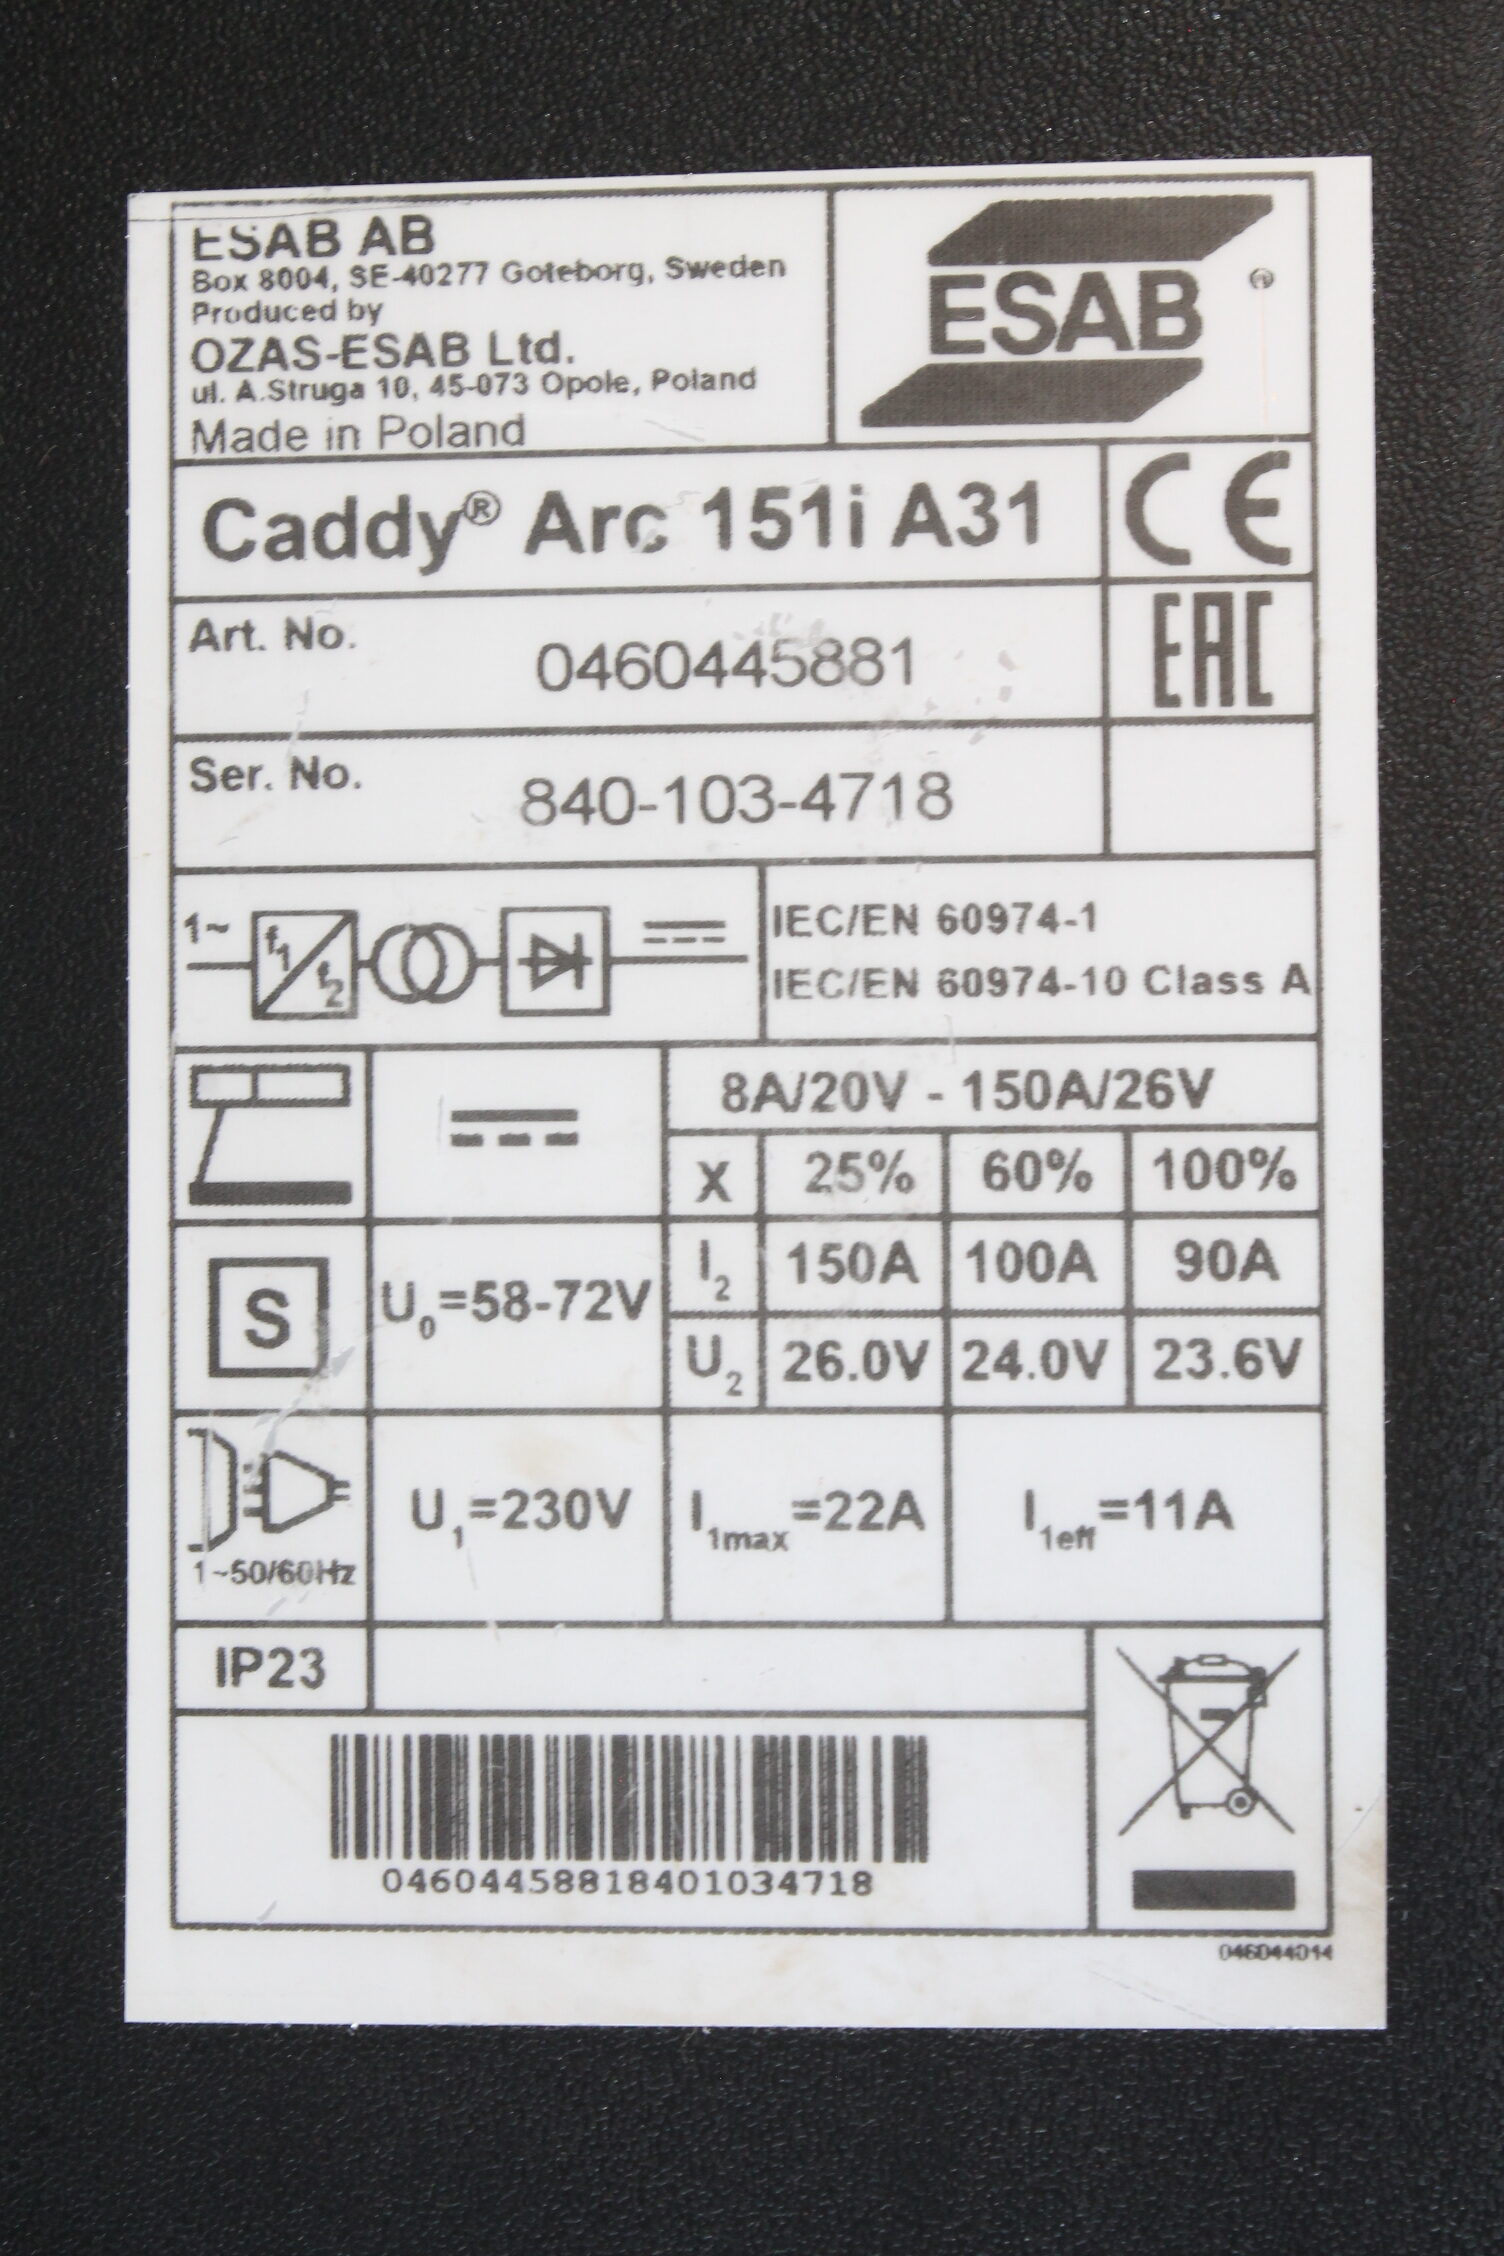 ESAB AB
Box 8004, SE-40277 Goteborg, Sweden
Produced by
OZAS-ESAB Ltd.
ul. A.Struga 10, 45-073 Opole, Poland
Made in Poland
ESAB ®
Caddy® Arc 151i A31
CE
Art. No. 0460445881
EAC
Ser. No. 840-103-4718
1~ f1 f2
IEC/EN 60974-1
IEC/EN 60974-10 Class A
8A/20V - 150A/26V
X 25% 60% 100%
S
U0=58-72V
I2 150A 100A 90A
U2 26.0V 24.0V 23.6V
1~50/60Hz
U1=230V I1max=22A I1eff=11A
IP23
04604458818401034718
046044014